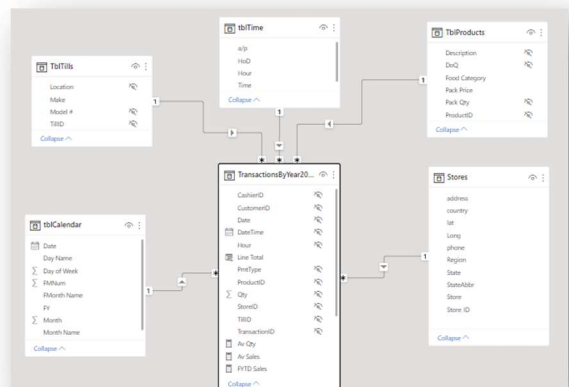 TblTills
Location
Make
Model #
TillID
Collapse
1
tblTime
a/p
HoD
Hour
Time
Collapse
1
TblProducts
Description
DoQ
Food Category
Pack Price
Pack Qty
ProductID
Collapse
1
*
*
*
tblCalendar
Date
Day Name
Day of Week
FMNum
FMonth Name
FY
Month
Month Name
Collapse
1
*
TransactionsByYear20...
CashierID
CustomerID
Date
DateTime
Hour
Line Total
PmtType
ProductID
Qty
StoreID
TillID
TransactionID
Av Qty
Av Sales
FYTD Sales
Collapse
*
1
Stores
address
country
lat
Long
phone
Region
State
StateAbbr
Store
Store ID
Collapse